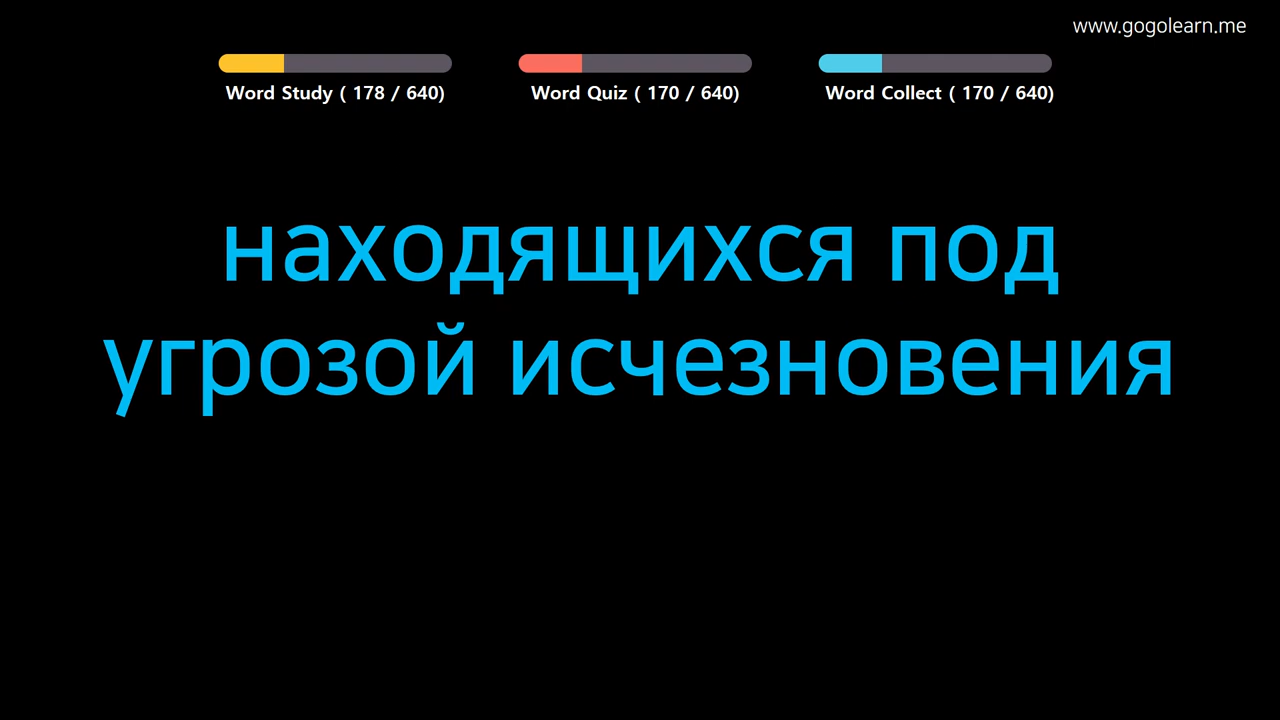 www.gogolearn.me
Word Study ( 178 / 640)
Word Quiz ( 170 / 640)
Word Collect ( 170 / 640)
находящихся под
угрозой исчезновения